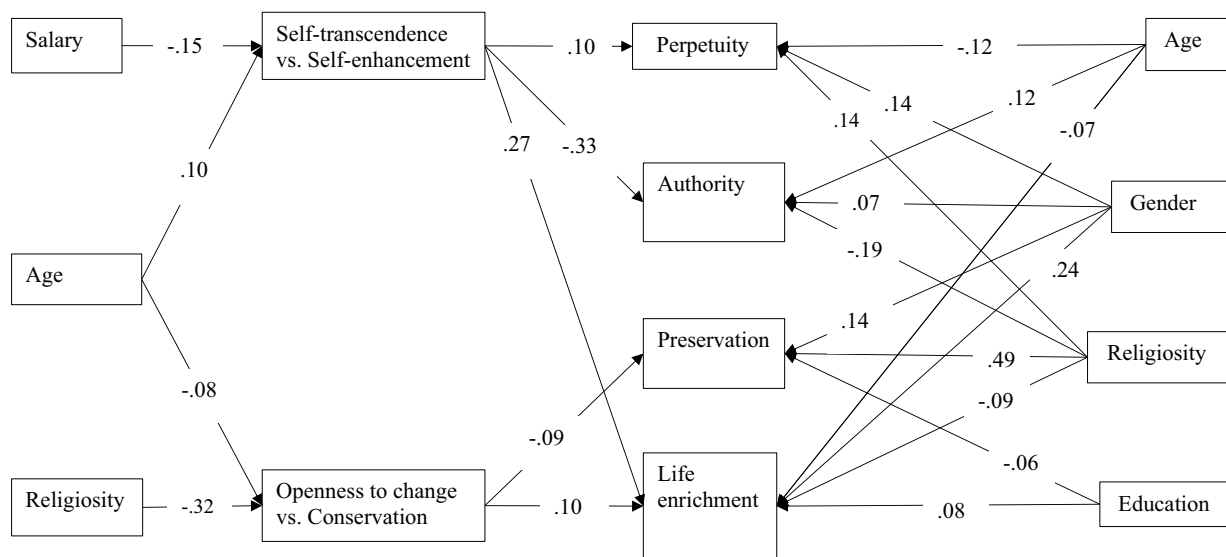 Salary
-.15
Self-transcendence
vs. Self-enhancement
.10
Perpetuity
-.12
Age
.14
.12
.14
-.07
.27
-.33
.10
Authority
.07
Gender
-.19
.24
Age
Preservation
.14
.49
Religiosity
-.08
-.09
-.09
-.06
Religiosity
-.32
Openness to change
vs. Conservation
.10
Life
enrichment
.08
Education